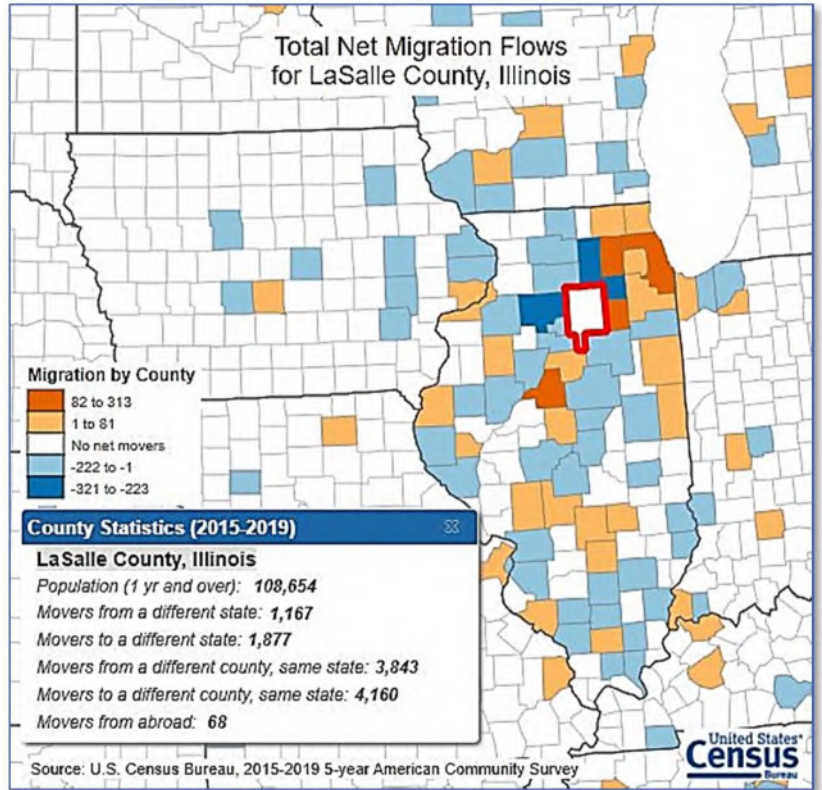 Total Net Migration Flows
for LaSalle County, Illinois
Migration by County
82 to 313
1 to 81
No net movers
-222 to -1
-321 to -223
County Statistics (2015-2019)
LaSalle County, Illinois
Population (1 yr and over): 108,654
Movers from a different state: 1,167
Movers to a different state: 1,877
Movers from a different county, same state: 3,843
Movers to a different county, same state: 4,160
Movers from abroad: 68
Source: U.S. Census Bureau, 2015-2019 5-year American Community Survey
United States®
Census
Bureau